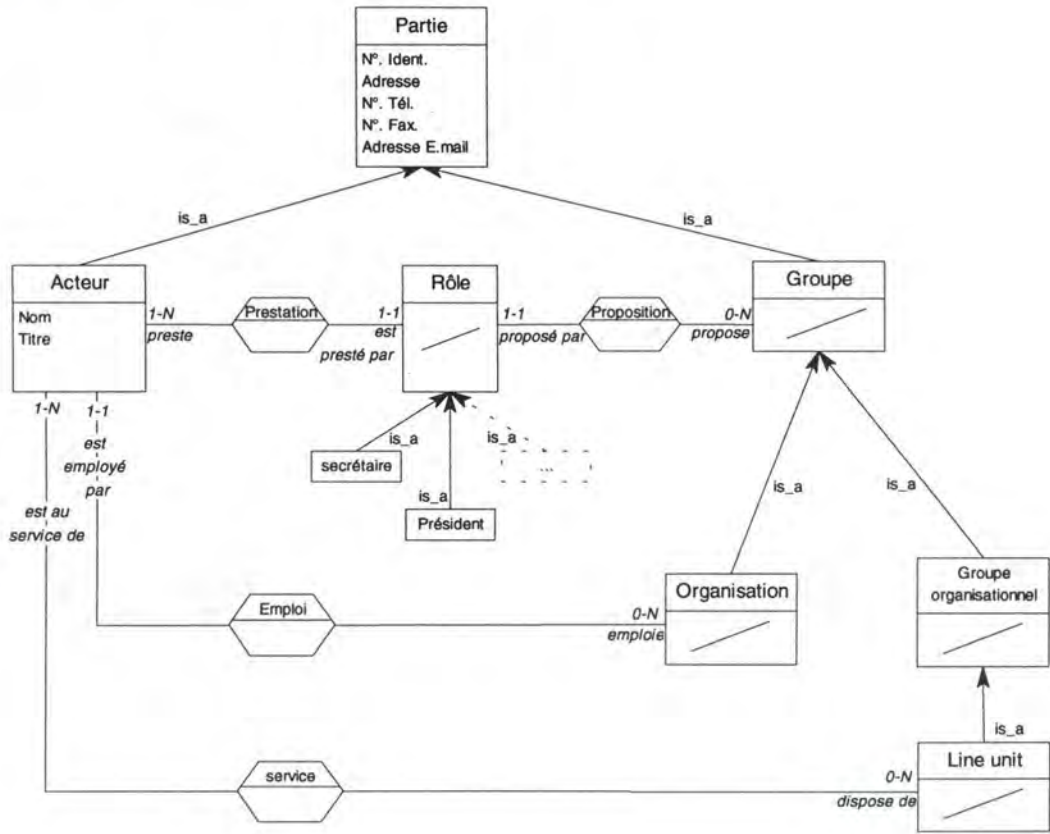 Partie
N°. Ident.
Adresse
N°. Tél.
N°. Fax.
Adresse E.mail
is_a
is_a
Acteur
Nom
Titre
1-N
preste
Prestation
1-1
est
presté par
Rôle
1-1
proposé par
Proposition
0-N
propose
Groupe
1-N
1-1
est
employé
par
est au
service de
is_a
is_a
secrétaire
...
is_a
Président
is_a
is_a
Organisation
Groupe
organisationnel
Emploi
0-N
emploie
is_a
Line unit
service
0-N
dispose de